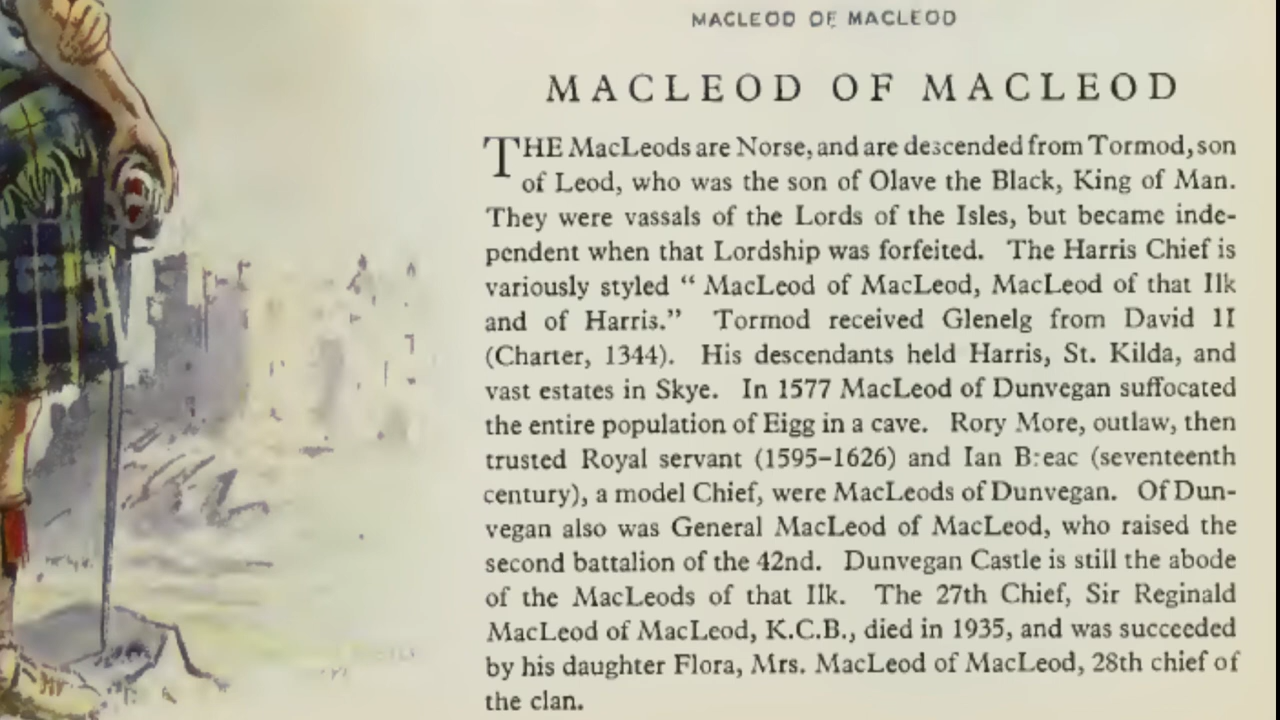 MACLEOD OF MACLEOD
MACLEOD OF MACLEOD
THE MacLeods are Norse, and are descended from Tormod, son
of Leod, who was the son of Olave the Black, King of Man.
They were vassals of the Lords of the Isles, but became inde-
pendent when that Lordship was forfeited. The Harris Chief is
variously styled “ MacLeod of MacLeod, MacLeod of that Ilk
and of Harris.” Tormod received Glenelg from David II
(Charter, 1344). His descendants held Harris, St. Kilda, and
vast estates in Skye. In 1577 MacLeod of Dunvegan suffocated
the entire population of Eigg in a cave. Rory More, outlaw, then
trusted Royal servant (1595–1626) and Ian Breac (seventeenth
century), a model Chief, were MacLeods of Dunvegan. Of Dun-
vegan also was General MacLeod of MacLeod, who raised the
second battalion of the 42nd. Dunvegan Castle is still the abode
of the MacLeods of that Ilk. The 27th Chief, Sir Reginald
MacLeod of MacLeod, K.C.B., died in 1935, and was succeeded
by his daughter Flora, Mrs. MacLeod of MacLeod, 28th chief of
the clan.